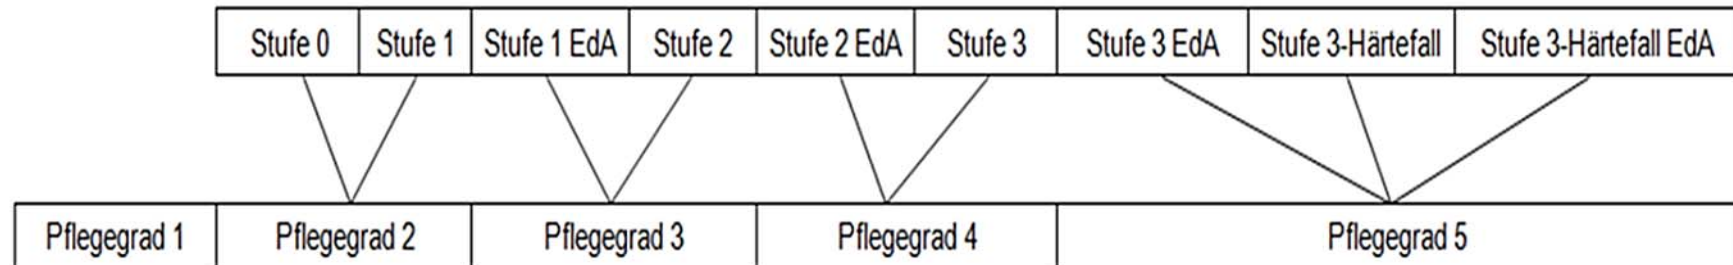 Stufe 0 Stufe 1 Stufe 1 EdA Stufe 2 Stufe 2 EdA Stufe 3 Stufe 3 EdA Stufe 3-Härtefall Stufe 3-Härtefall EdA
Pflegegrad 1 Pflegegrad 2 Pflegegrad 3 Pflegegrad 4 Pflegegrad 5